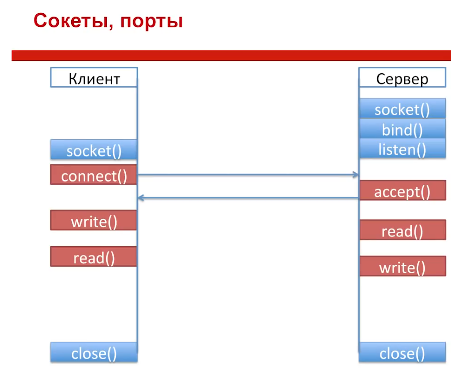 Сокеты, порты
Клиент
Сервер
socket()
bind()
listen()
socket()
connect()
accept()
write()
read()
read()
write()
close()
close()